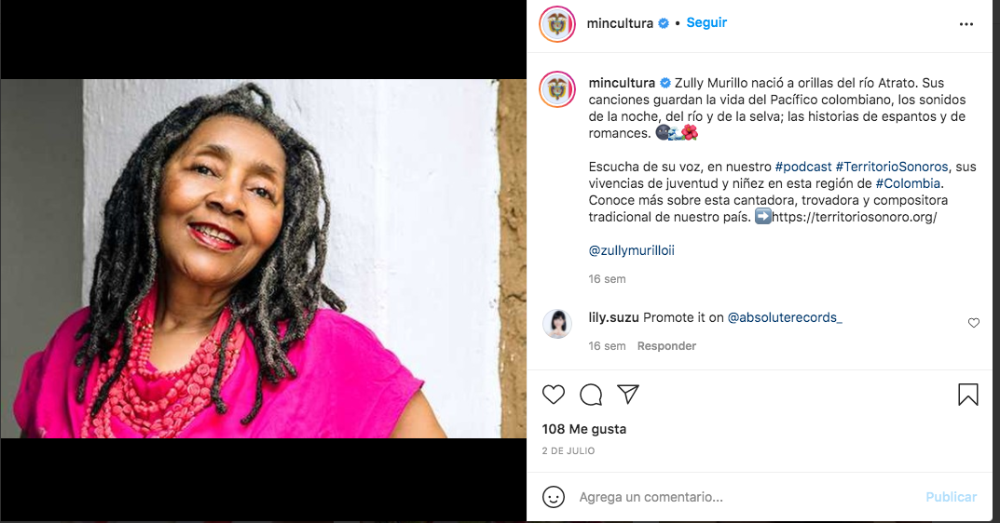 mincultura • Seguir
mincultura Zully Murillo nació a orillas del río Atrato. Sus
canciones guardan la vida del Pacífico colombiano, los sonidos
de la noche, del río y de la selva; las historias de espantos y de
romances. 🌑🌊🌺
Escucha de su voz, en nuestro #podcast #TerritorioSonoros, sus
vivencias de juventud y niñez en esta región de #Colombia.
Conoce más sobre esta cantadora, trovadora y compositora
tradicional de nuestro país. ➡️https://territoriosonoro.org/
@zullymurilloii
16 sem
lily.suzu Promote it on @absoluterecords_
16 sem Responder
108 Me gusta
2 DE JULIO
Agrega un comentario... Publicar